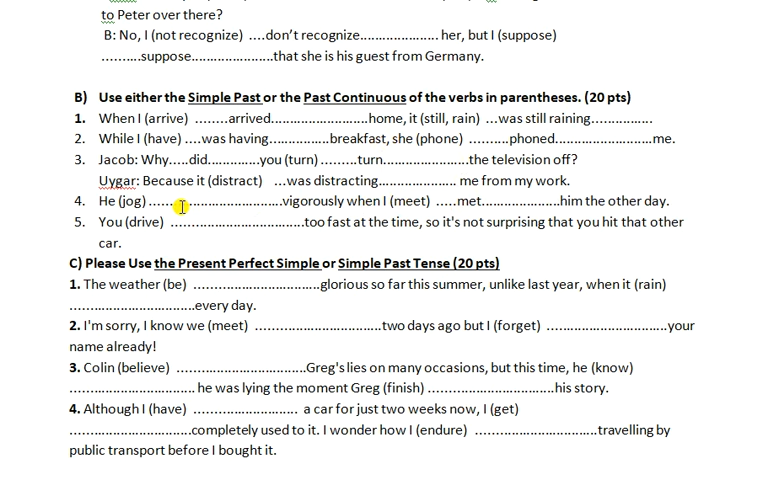 to Peter over there?
B: No, I (not recognize) ....don't recognize...................... her, but I (suppose)
..........suppose.......................that she is his guest from Germany.
B) Use either the Simple Past or the Past Continuous of the verbs in parentheses. (20 pts)
1. When I (arrive) ........arrived..........................home, it (still, rain) ...was still raining................
2. While I (have) ....was having...............breakfast, she (phone) ..........phoned..........................me.
3. Jacob: Why.....did.............you (turn) ........turn.......................the television off?
Uygar: Because it (distract) ...was distracting..................... me from my work.
4. He (jog) ...................................vigorously when I (meet) .....met.....................him the other day.
5. You (drive) ....................................too fast at the time, so it's not surprising that you hit that other
car.
C) Please Use the Present Perfect Simple or Simple Past Tense (20 pts)
1. The weather (be) ..................................glorious so far this summer, unlike last year, when it (rain)
..................................every day.
2. I'm sorry, I know we (meet) ..................................two days ago but I (forget) ................................your
name already!
3. Colin (believe) ..................................Greg's lies on many occasions, but this time, he (know)
.................................. he was lying the moment Greg (finish) ..................................his story.
4. Although I (have) ............................ a car for just two weeks now, I (get)
.................................completely used to it. I wonder how I (endure) .................................travelling by
public transport before I bought it.